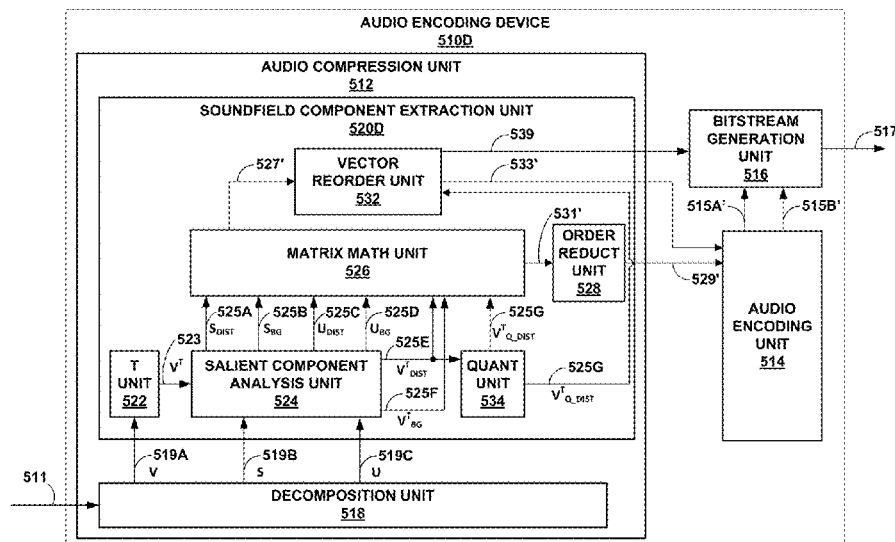 AUDIO ENCODING DEVICE
510D
AUDIO COMPRESSION UNIT
512
SOUNDFIELD COMPONENT EXTRACTION UNIT
520D
539
BITSTREAM
GENERATION
UNIT
516
517
527'
VECTOR
REORDER UNIT
532
533'
515A'
515B'
MATRIX MATH UNIT
526
531'
ORDER
REDUCT
UNIT
528
529'
AUDIO
ENCODING
UNIT
514
525A
S_DIST
525B
S_BG
525C
U_DIST
525D
U_BG
525E
V^T_DIST
525G
V^T_Q_DIST
523
V^T
T
UNIT
522
SALIENT COMPONENT
ANALYSIS UNIT
524
525F
V^T_BG
QUANT
UNIT
534
525G
V^T_Q_DIST
519A
V
519B
S
519C
U
511
DECOMPOSITION UNIT
518